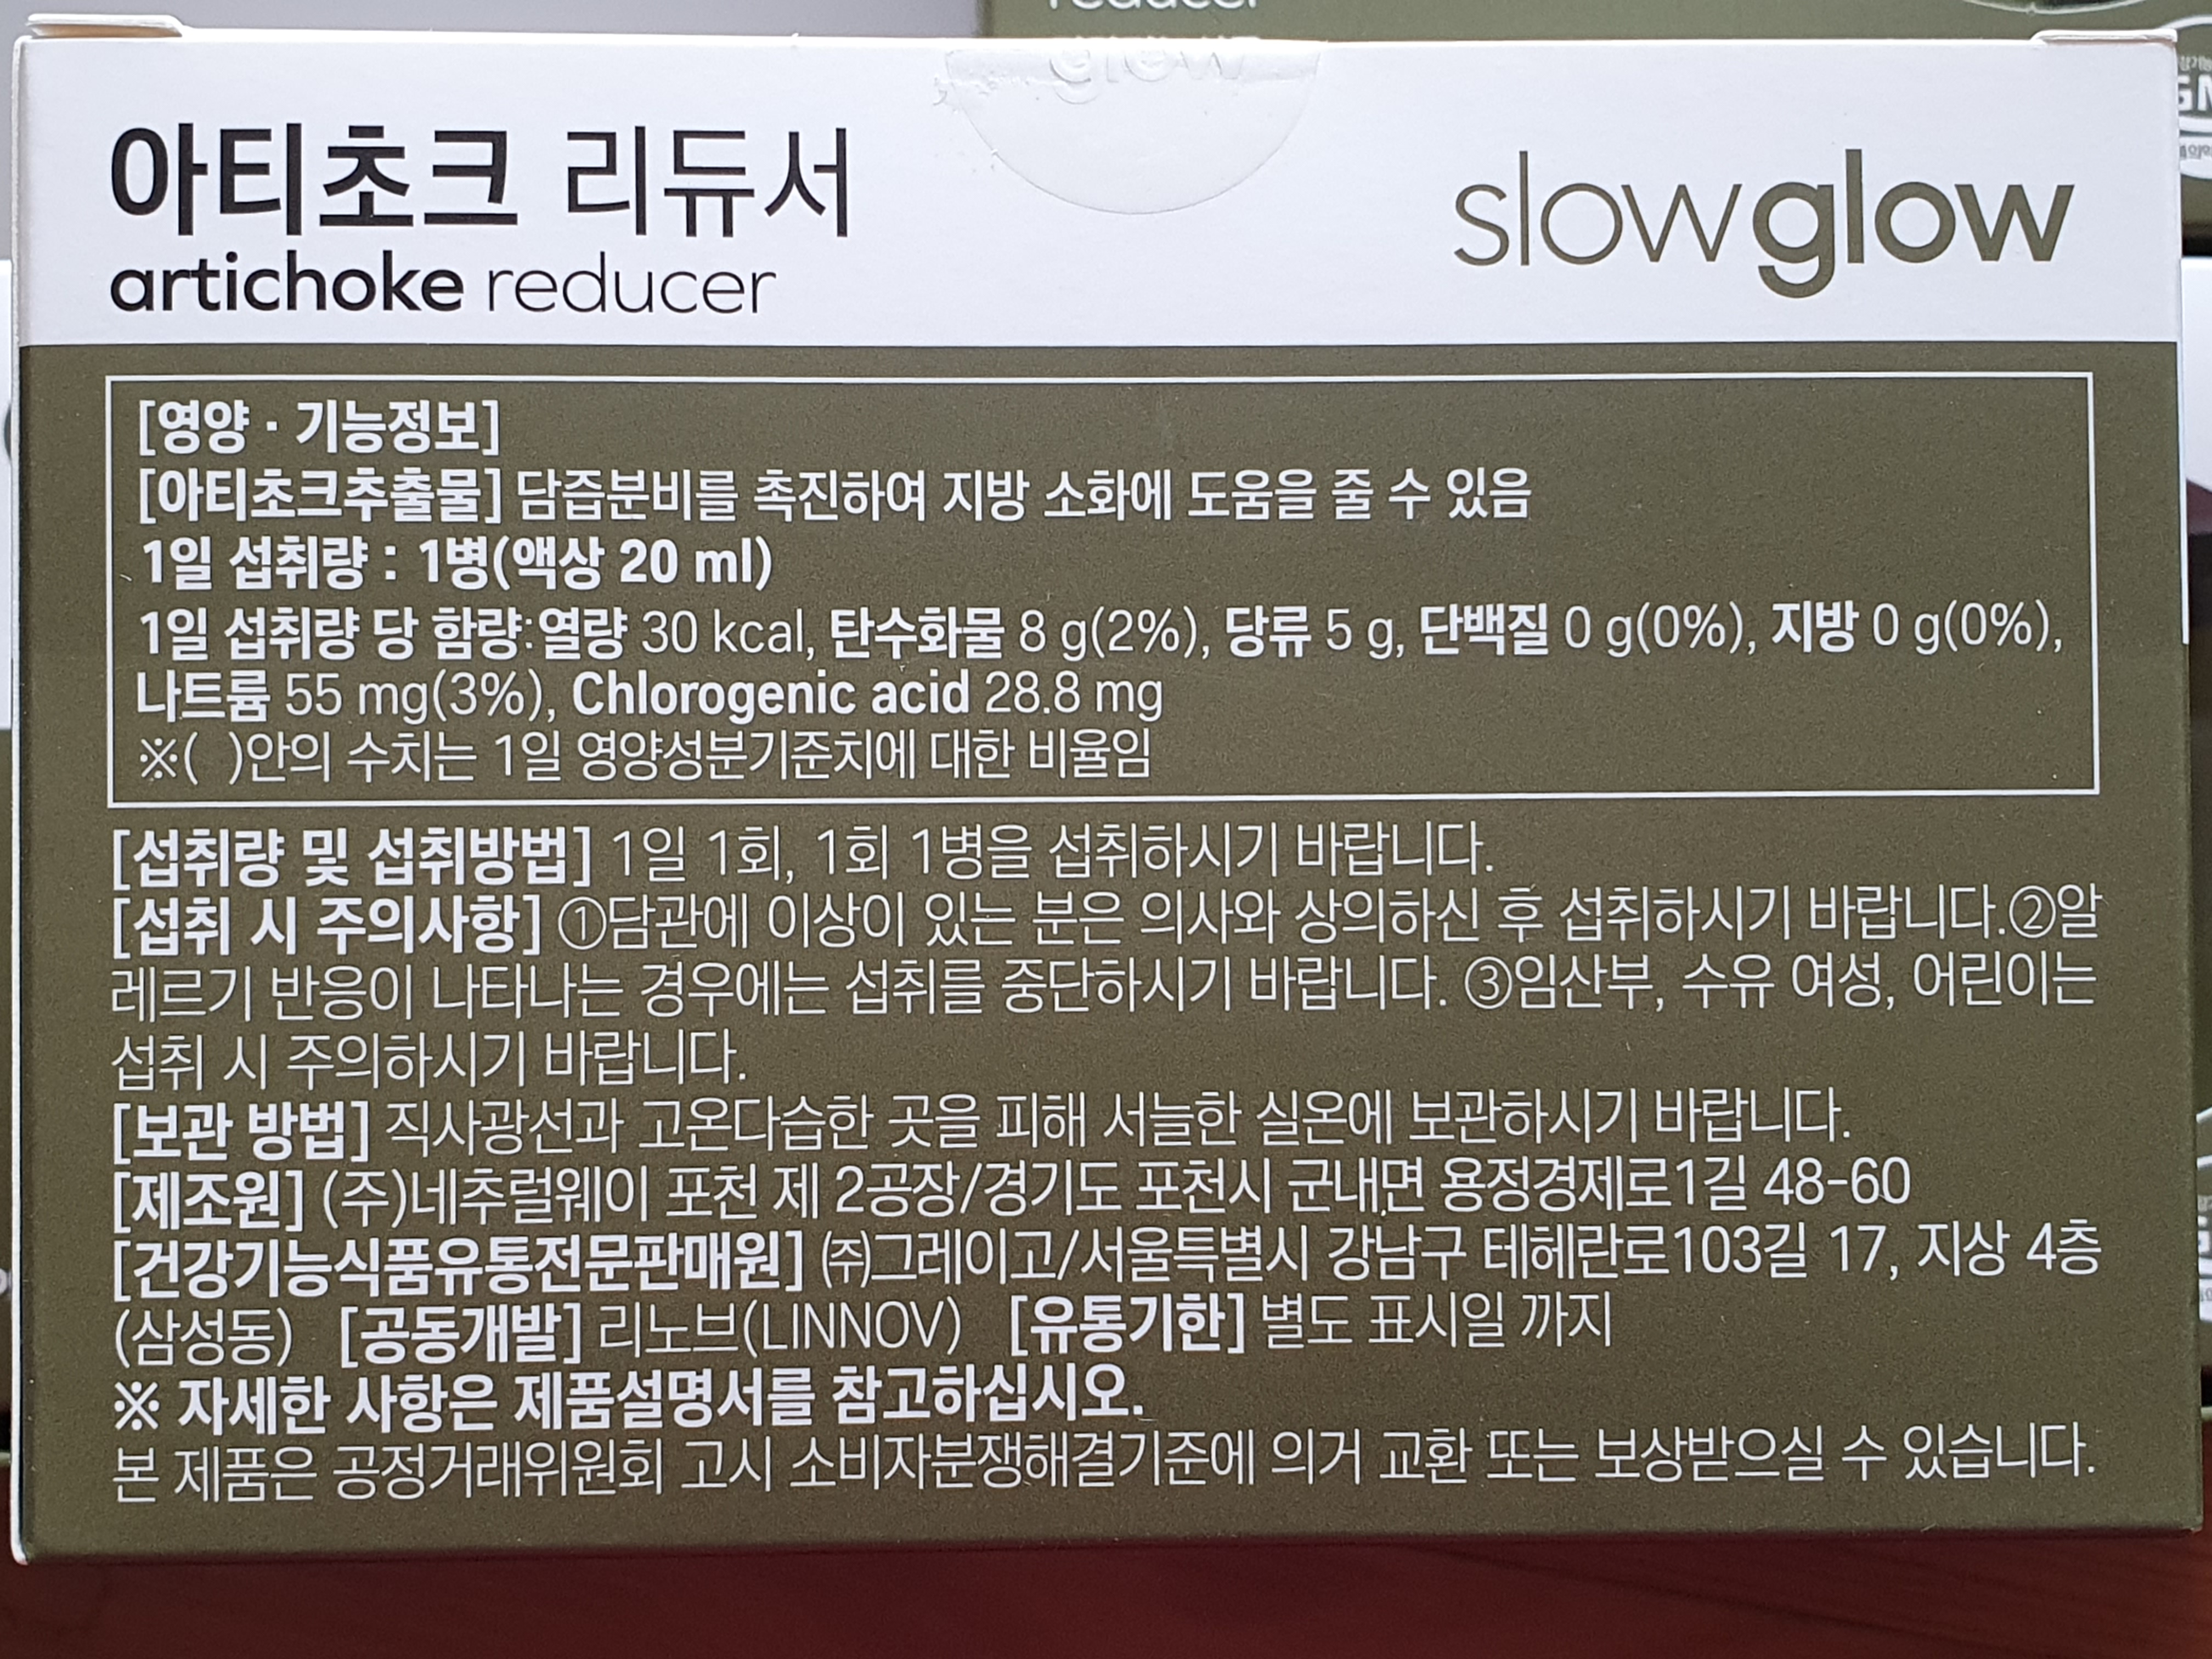 reducer
glow
아티초크 리듀서
artichoke reducer
slowglow
[영양 · 기능정보]
[아티초크추출물] 담즙분비를 촉진하여 지방 소화에 도움을 줄 수 있음
1일 섭취량 : 1병(액상 20 ml)
1일 섭취량 당 함량:열량 30 kcal, 탄수화물 8 g(2%), 당류 5 g, 단백질 0 g(0%), 지방 0 g(0%),
나트륨 55 mg(3%), Chlorogenic acid 28.8 mg
※( )안의 수치는 1일 영양성분기준치에 대한 비율임
[섭취량 및 섭취방법] 1일 1회, 1회 1병을 섭취하시기 바랍니다.
[섭취 시 주의사항] ①담관에 이상이 있는 분은 의사와 상의하신 후 섭취하시기 바랍니다.②알
레르기 반응이 나타나는 경우에는 섭취를 중단하시기 바랍니다. ③임산부, 수유 여성, 어린이는
섭취 시 주의하시기 바랍니다.
[보관 방법] 직사광선과 고온다습한 곳을 피해 서늘한 실온에 보관하시기 바랍니다.
[제조원] (주)네추럴웨이 포천 제 2공장/경기도 포천시 군내면 용정경제로1길 48-60
[건강기능식품유통전문판매원] ㈜그레이고/서울특별시 강남구 테헤란로103길 17, 지상 4층
(삼성동) [공동개발] 리노브(LINNOV) [유통기한] 별도 표시일 까지
※ 자세한 사항은 제품설명서를 참고하십시오.
본 제품은 공정거래위원회 고시 소비자분쟁해결기준에 의거 교환 또는 보상받으실 수 있습니다.